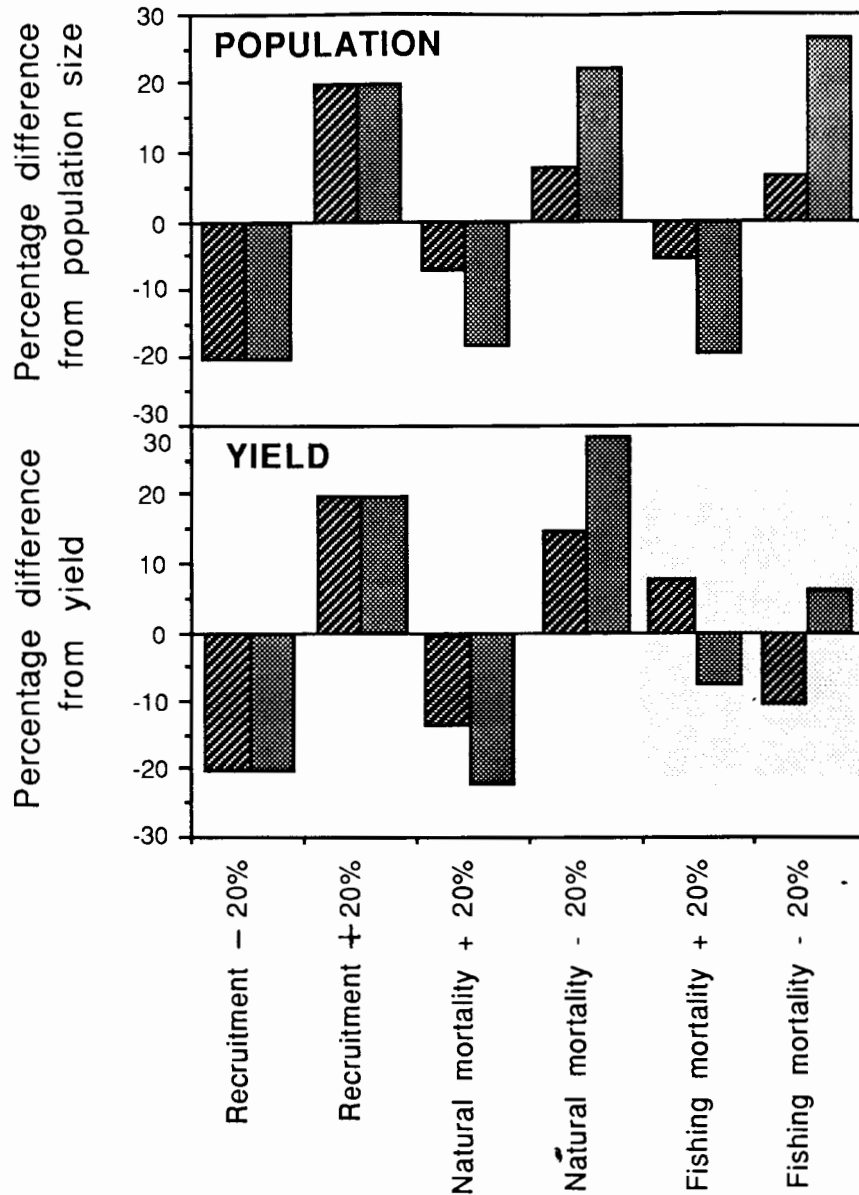 Percentage difference
from population size
30
20
10
0
-10
-20
-30
POPULATION
Percentage difference
from yield
30
20
10
0
-10
-20
-30
YIELD
Recruitment — 20%
Recruitment + 20%
Natural mortality + 20%
Natural mortality - 20%
Fishing mortality + 20%
Fishing mortality - 20%